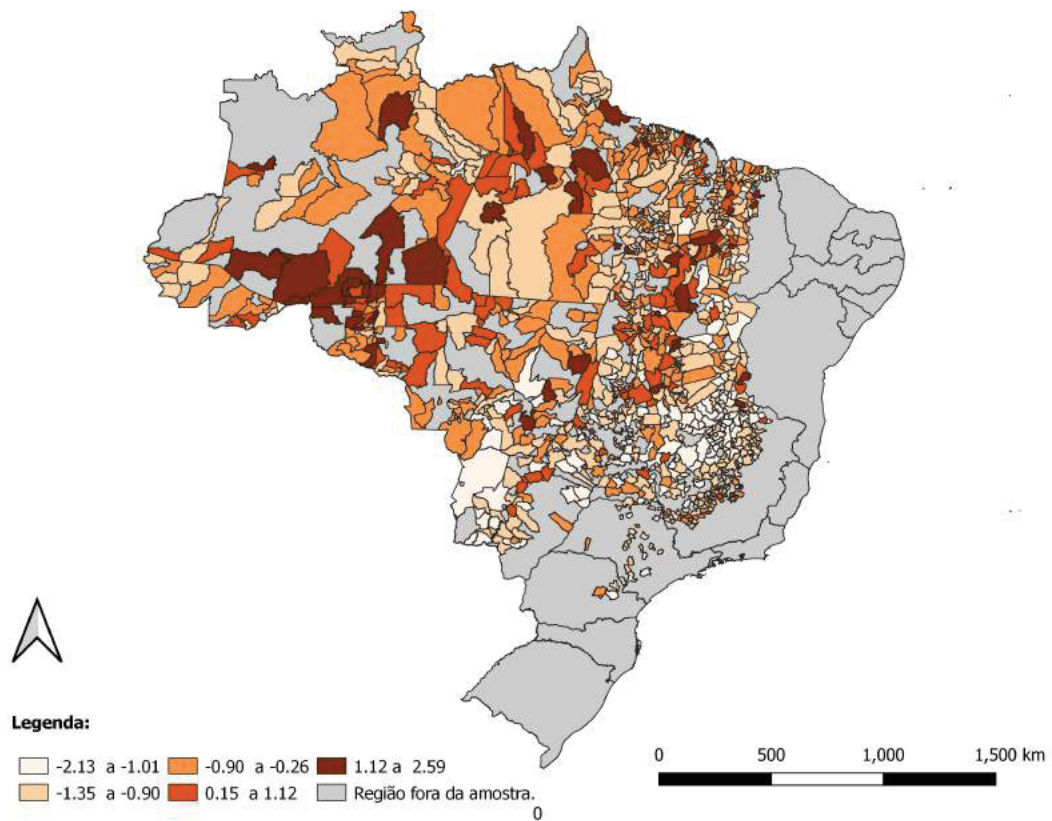 Legenda:
-2.13 a -1.01
-0.90 a -0.26
1.12 a 2.59
-1.35 a -0.90
0.15 a 1.12
Região fora da amostra.
0 500 1,000 1,500 km
0